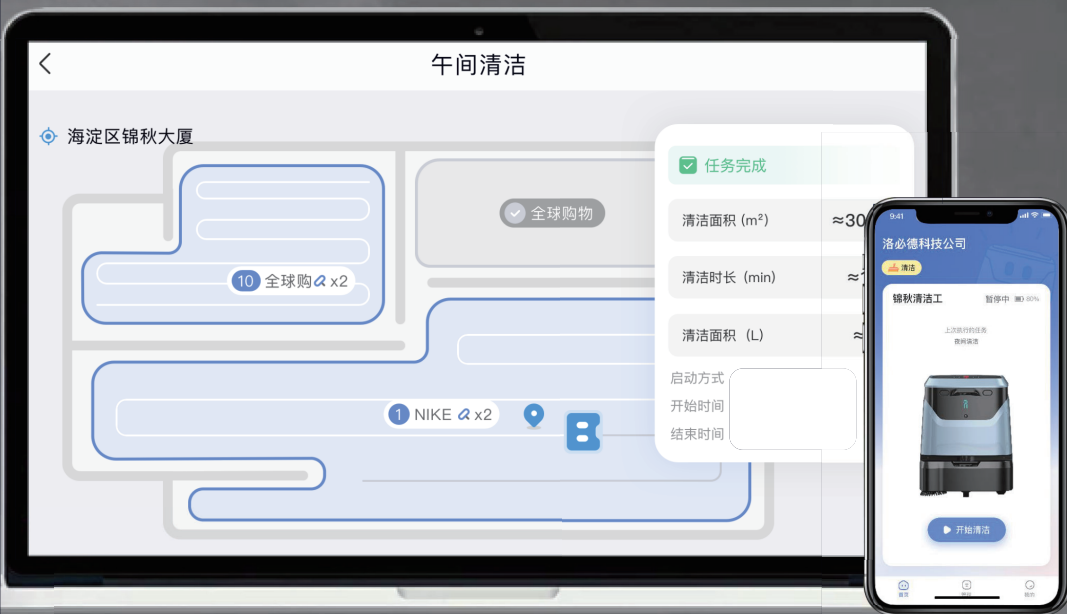 午间清洁
海淀区锦秋大厦
全球购物
10 全球购 x2
1 NIKE x2
任务完成
清洁面积 (m²) ≈30
清洁时长 (min) ≈
清洁面积 (L) ≈
启动方式
开始时间
结束时间
9:41
洛必德科技公司
清洁
锦秋清洁工 暂停中 60%
上次执行的任务
夜间清洁
开始清洁
首页
我的